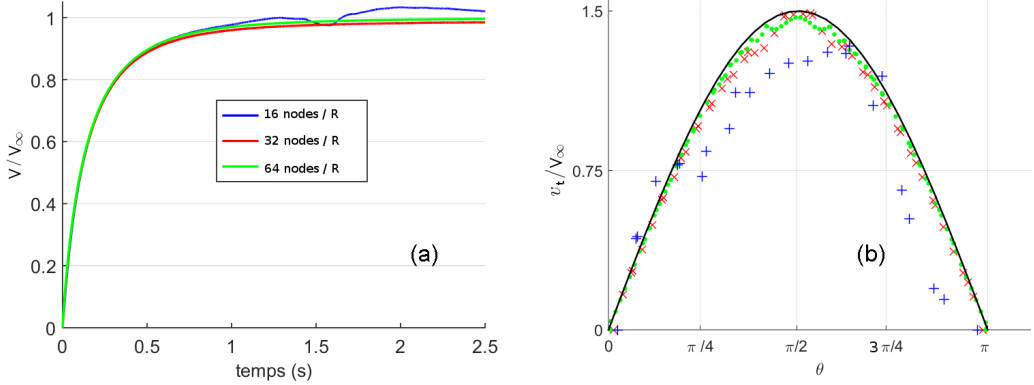 1
0.8
0.6
0.4
0.2
0
V / V∞
16 nodes / R
32 nodes / R
64 nodes / R
(a)
0 0.5 1 1.5 2 2.5
temps (s)
1.5
0.75
0
v_t / V∞
(b)
0 π /4 π/2 3 π/4 π
θ